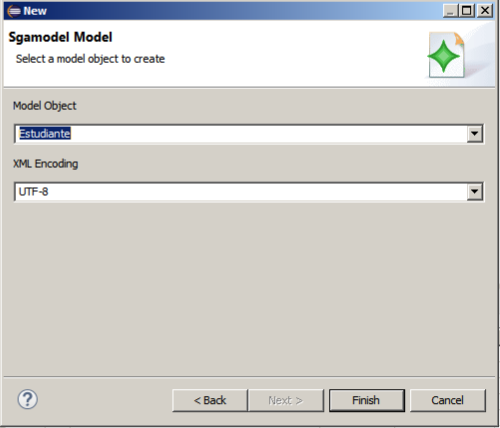 New
Sgamodel Model
Select a model object to create
Model Object
Estudiante
XML Encoding
UTF-8
?
< Back
Next >
Finish
Cancel